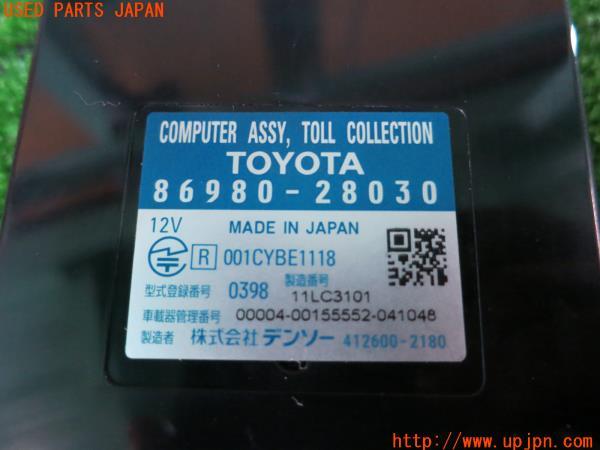 USED PARTS JAPAN
COMPUTER ASSY, TOLL COLLECTION
TOYOTA
86980-28030
12V MADE IN JAPAN
R 001CYBE1118
型式登録番号 0398 製造番号 11LC3101
車載器管理番号 00004-00155552-041048
製造者 株式会社 デンソー 412600-2180
http://www.upjpn.com/